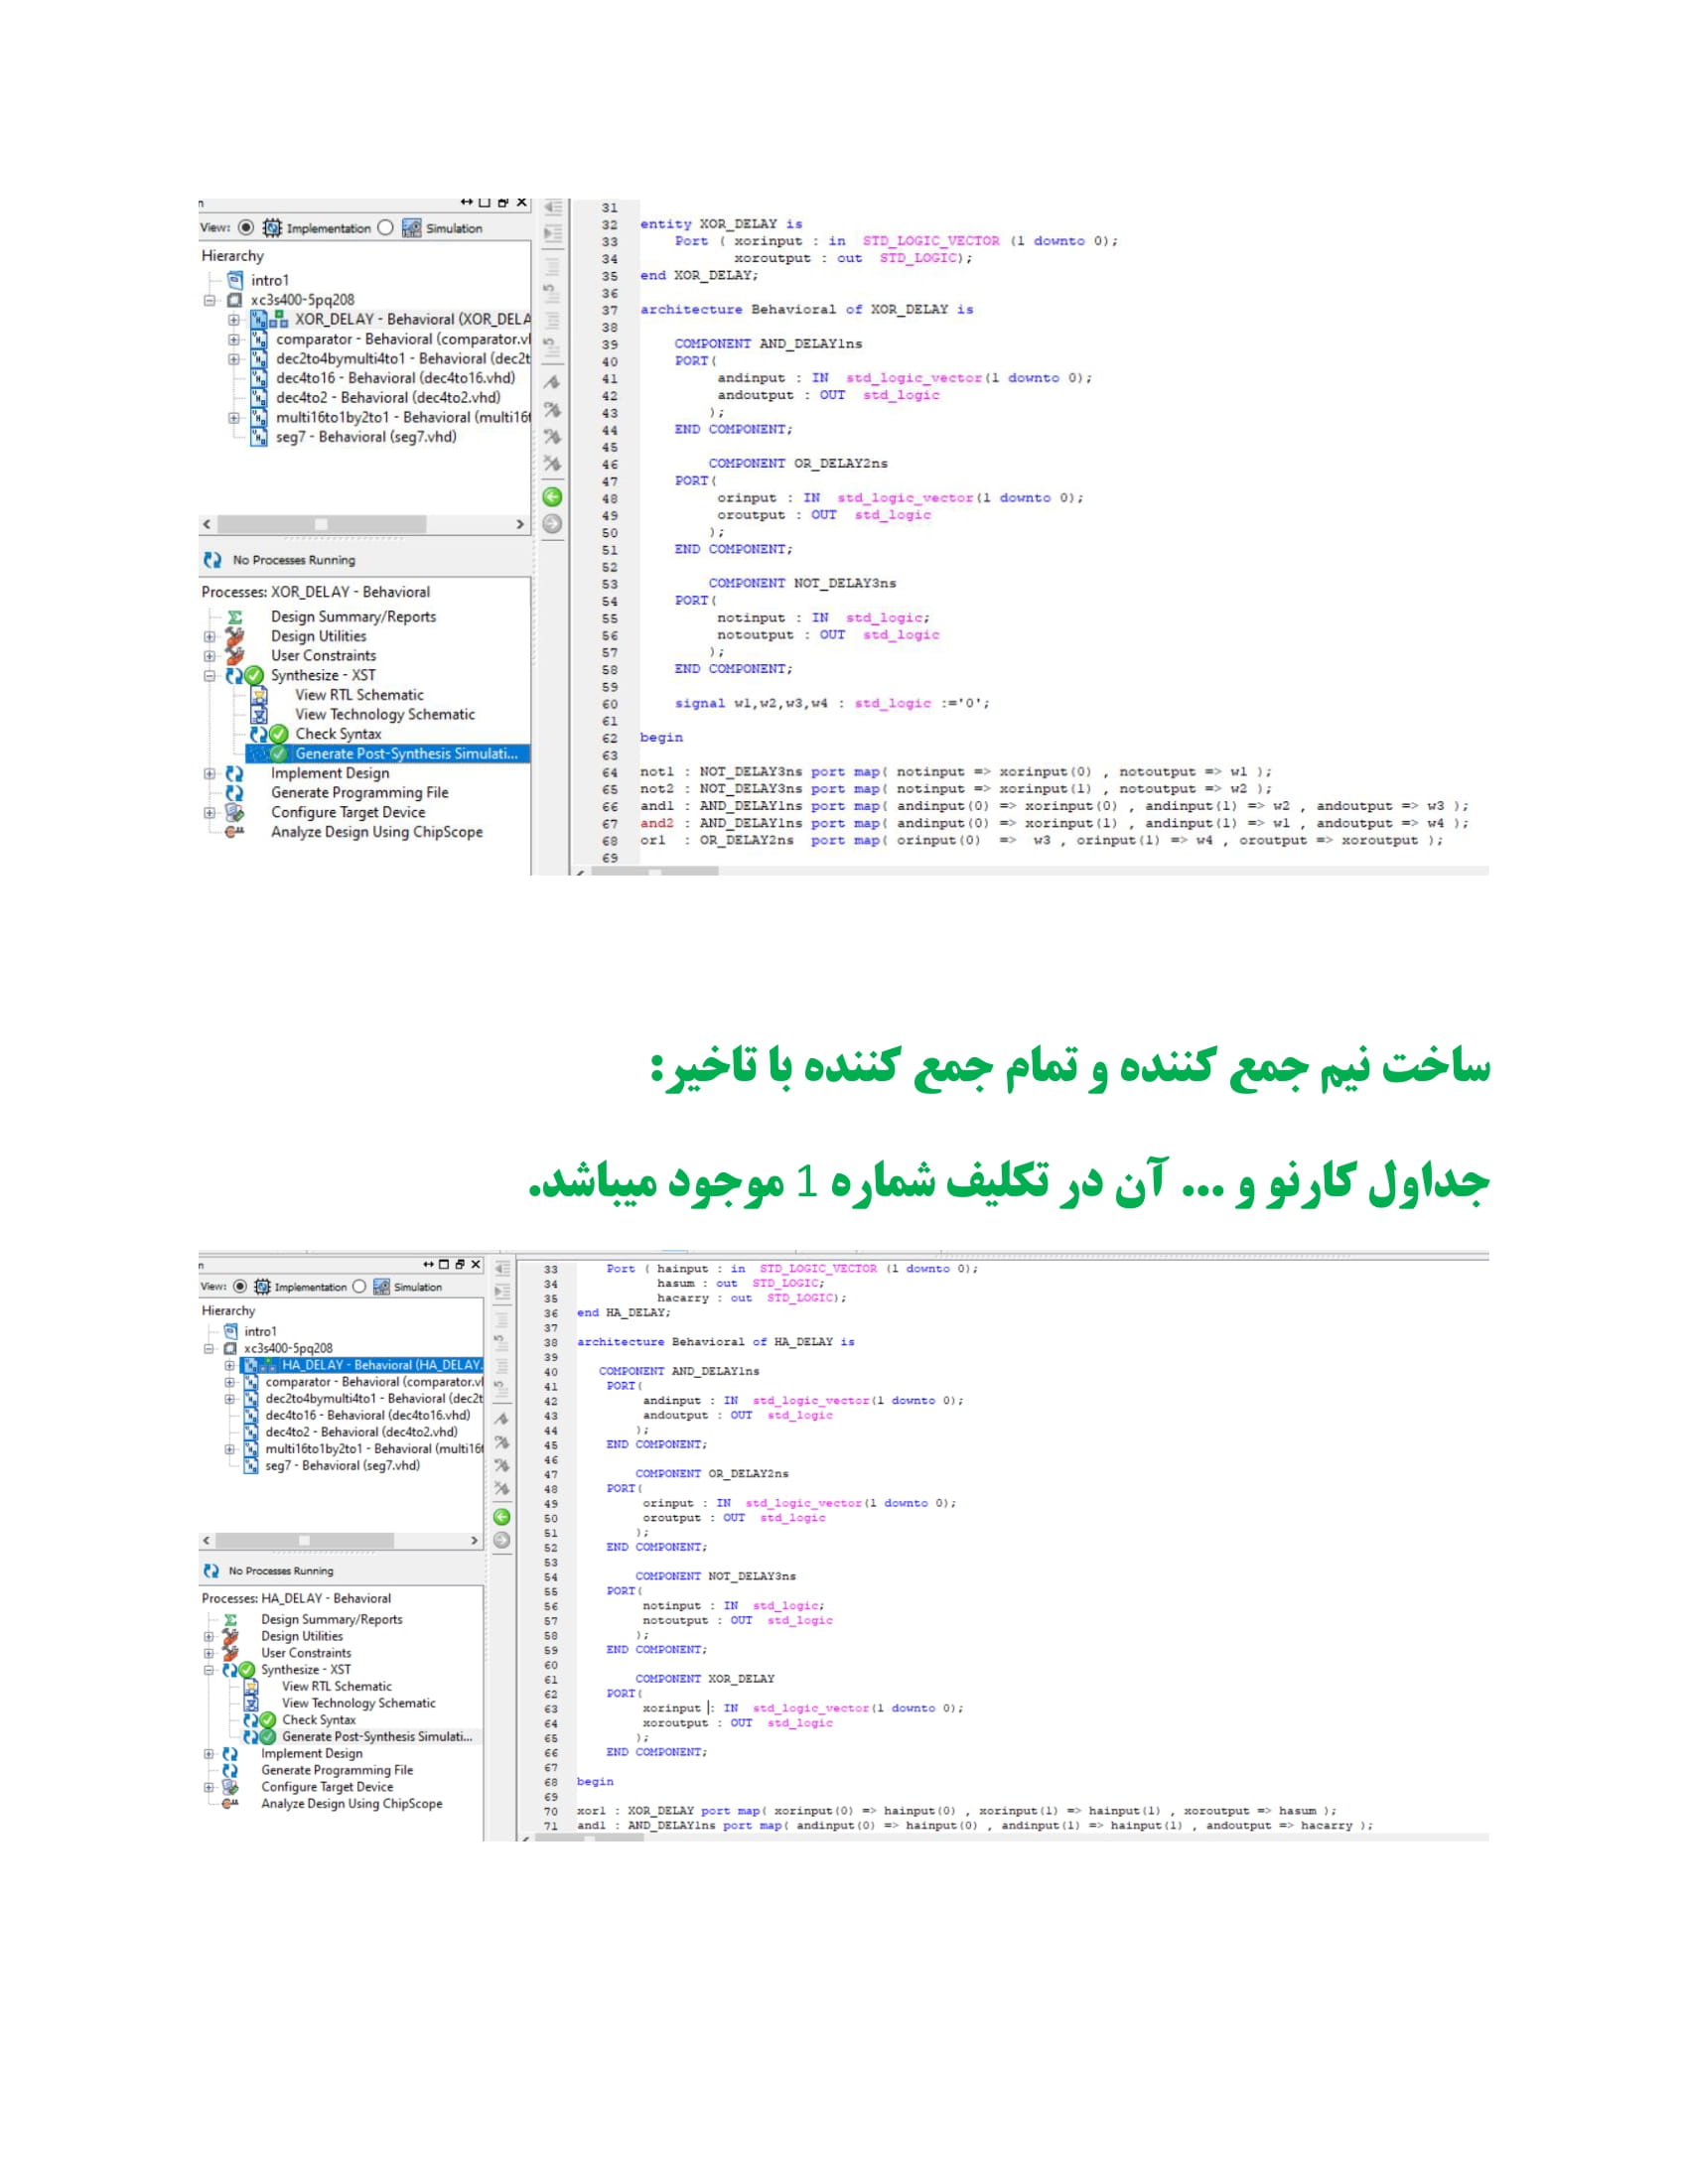 View: Implementation Simulation
Hierarchy
intro1
xc3s400-5pq208
XOR_DELAY - Behavioral (XOR_DELA
comparator - Behavioral (comparator.vl
dec2to4bymulti4to1 - Behavioral (dec2t
dec4to16 - Behavioral (dec4to16.vhd)
dec4to2 - Behavioral (dec4to2.vhd)
multi16to1by2to1 - Behavioral (multi16t
seg7 - Behavioral (seg7.vhd)
No Processes Running
Processes: XOR_DELAY - Behavioral
Design Summary/Reports
Design Utilities
User Constraints
Synthesize - XST
View RTL Schematic
View Technology Schematic
Check Syntax
Generate Post-Synthesis Simulati...
Implement Design
Generate Programming File
Configure Target Device
Analyze Design Using ChipScope
31
32 entity XOR_DELAY is
33 Port ( xorinput : in STD_LOGIC_VECTOR (1 downto 0);
34 xoroutput : out STD_LOGIC);
35 end XOR_DELAY;
36
37 architecture Behavioral of XOR_DELAY is
38
39 COMPONENT AND_DELAY1ns
40 PORT(
41 andinput : IN std_logic_vector(1 downto 0);
42 andoutput : OUT std_logic
43 );
44 END COMPONENT;
45
46 COMPONENT OR_DELAY2ns
47 PORT(
48 orinput : IN std_logic_vector(1 downto 0);
49 oroutput : OUT std_logic
50 );
51 END COMPONENT;
52
53 COMPONENT NOT_DELAY3ns
54 PORT(
55 notinput : IN std_logic;
56 notoutput : OUT std_logic
57 );
58 END COMPONENT;
59
60 signal w1,w2,w3,w4 : std_logic :='0';
61
62 begin
63
64 not1 : NOT_DELAY3ns port map( notinput => xorinput(0) , notoutput => w1 );
65 not2 : NOT_DELAY3ns port map( notinput => xorinput(1) , notoutput => w2 );
66 and1 : AND_DELAY1ns port map( andinput(0) => xorinput(0) , andinput(1) => w2 , andoutput => w3 );
67 and2 : AND_DELAY1ns port map( andinput(0) => xorinput(1) , andinput(1) => w1 , andoutput => w4 );
68 or1 : OR_DELAY2ns port map( orinput(0) => w3 , orinput(1) => w4 , oroutput => xoroutput );
69
ساخت نیم جمع کننده و تمام جمع کننده با تاخیر:
جداول کارنو و ... آن در تکلیف شماره 1 موجود میباشد.
View: Implementation Simulation
Hierarchy
intro1
xc3s400-5pq208
HA_DELAY - Behavioral (HA_DELAY.
comparator - Behavioral (comparator.vl
dec2to4bymulti4to1 - Behavioral (dec2t
dec4to16 - Behavioral (dec4to16.vhd)
dec4to2 - Behavioral (dec4to2.vhd)
multi16to1by2to1 - Behavioral (multi16t
seg7 - Behavioral (seg7.vhd)
No Processes Running
Processes: HA_DELAY - Behavioral
Design Summary/Reports
Design Utilities
User Constraints
Synthesize - XST
View RTL Schematic
View Technology Schematic
Check Syntax
Generate Post-Synthesis Simulati...
Implement Design
Generate Programming File
Configure Target Device
Analyze Design Using ChipScope
33 Port ( hainput : in STD_LOGIC_VECTOR (1 downto 0);
34 hasum : out STD_LOGIC;
35 hacarry : out STD_LOGIC);
36 end HA_DELAY;
37
38 architecture Behavioral of HA_DELAY is
39
40 COMPONENT AND_DELAY1ns
41 PORT(
42 andinput : IN std_logic_vector(1 downto 0);
43 andoutput : OUT std_logic
44 );
45 END COMPONENT;
46
47 COMPONENT OR_DELAY2ns
48 PORT(
49 orinput : IN std_logic_vector(1 downto 0);
50 oroutput : OUT std_logic
51 );
52 END COMPONENT;
53
54 COMPONENT NOT_DELAY3ns
55 PORT(
56 notinput : IN std_logic;
57 notoutput : OUT std_logic
58 );
59 END COMPONENT;
60
61 COMPONENT XOR_DELAY
62 PORT(
63 xorinput : IN std_logic_vector(1 downto 0);
64 xoroutput : OUT std_logic
65 );
66 END COMPONENT;
67
68 begin
69
70 xor1 : XOR_DELAY port map( xorinput(0) => hainput(0) , xorinput(1) => hainput(1) , xoroutput => hasum );
71 and1 : AND_DELAY1ns port map( andinput(0) => hainput(0) , andinput(1) => hainput(1) , andoutput => hacarry );